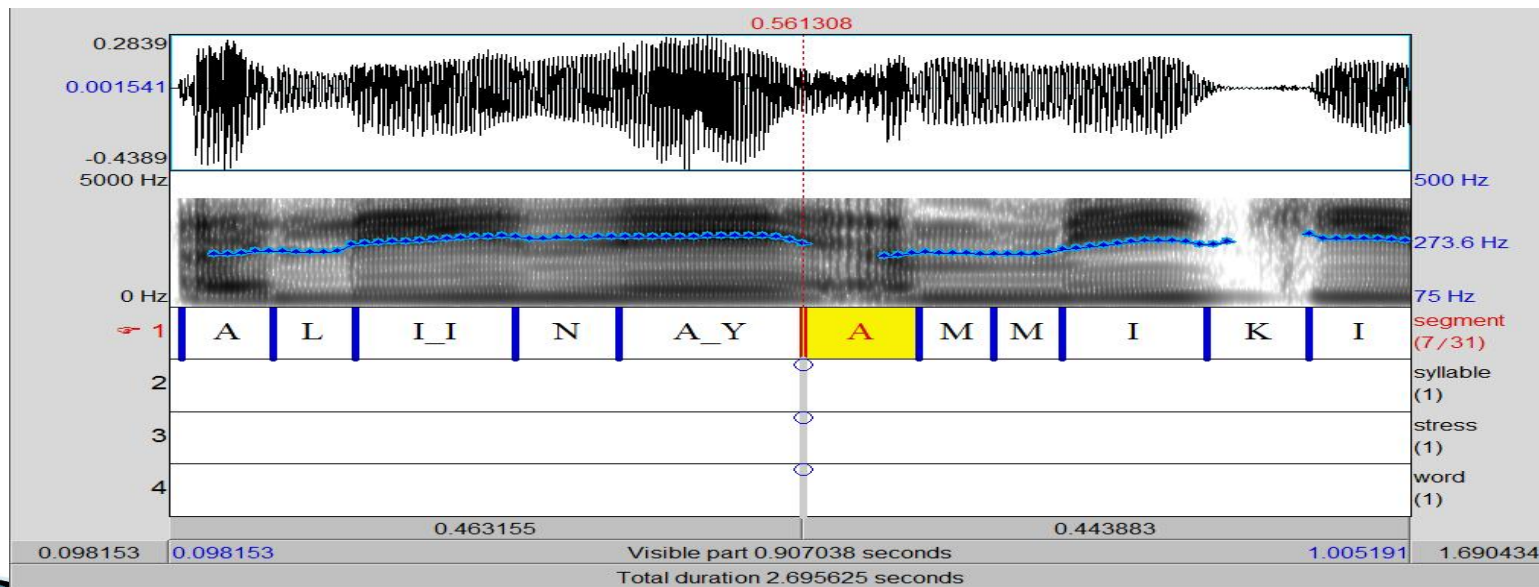 0.561308
0.2839
0.001541
-0.4389
5000 Hz 500 Hz
273.6 Hz
0 Hz 75 Hz
☞ 1 A L I_I N A_Y A M M I K I segment
(7/31)
2 syllable
(1)
3 stress
(1)
4 word
(1)
0.463155 0.443883
0.098153 0.098153 Visible part 0.907038 seconds 1.005191 1.690434
Total duration 2.695625 seconds